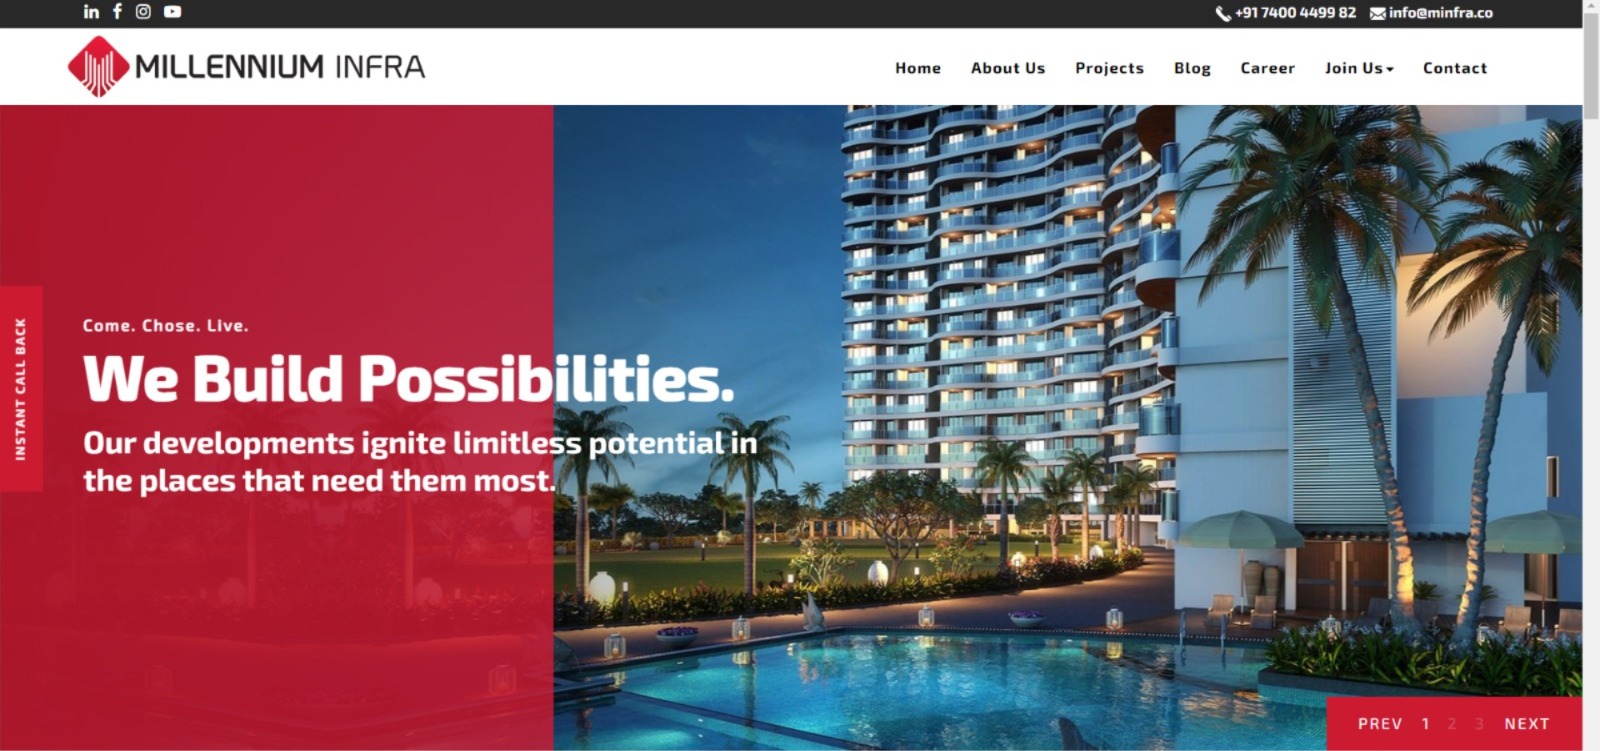 +91 7400 4499 82 info@minfra.co
MILLENNIUM INFRA
Home About Us Projects Blog Career Join Us Contact
INSTANT CALL BACK
Come. Chose. Live.
We Build Possibilities.
Our developments ignite limitless potential in
the places that need them most.
PREV 1 2 3 NEXT